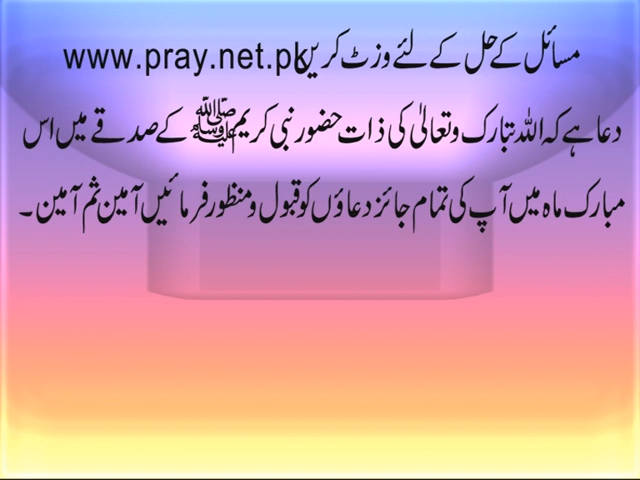 مسائل کے حل کے لئے وزٹ کریں www.pray.net.pk
دعا ہے کہ اللہ تبارک و تعالیٰ کی ذات حضور نبی کریم ﷺ کے صدقے میں اس
مبارک ماہ میں آپ کی تمام جائز دعاؤں کو قبول و منظور فرمائیں آمین ثم آمین۔